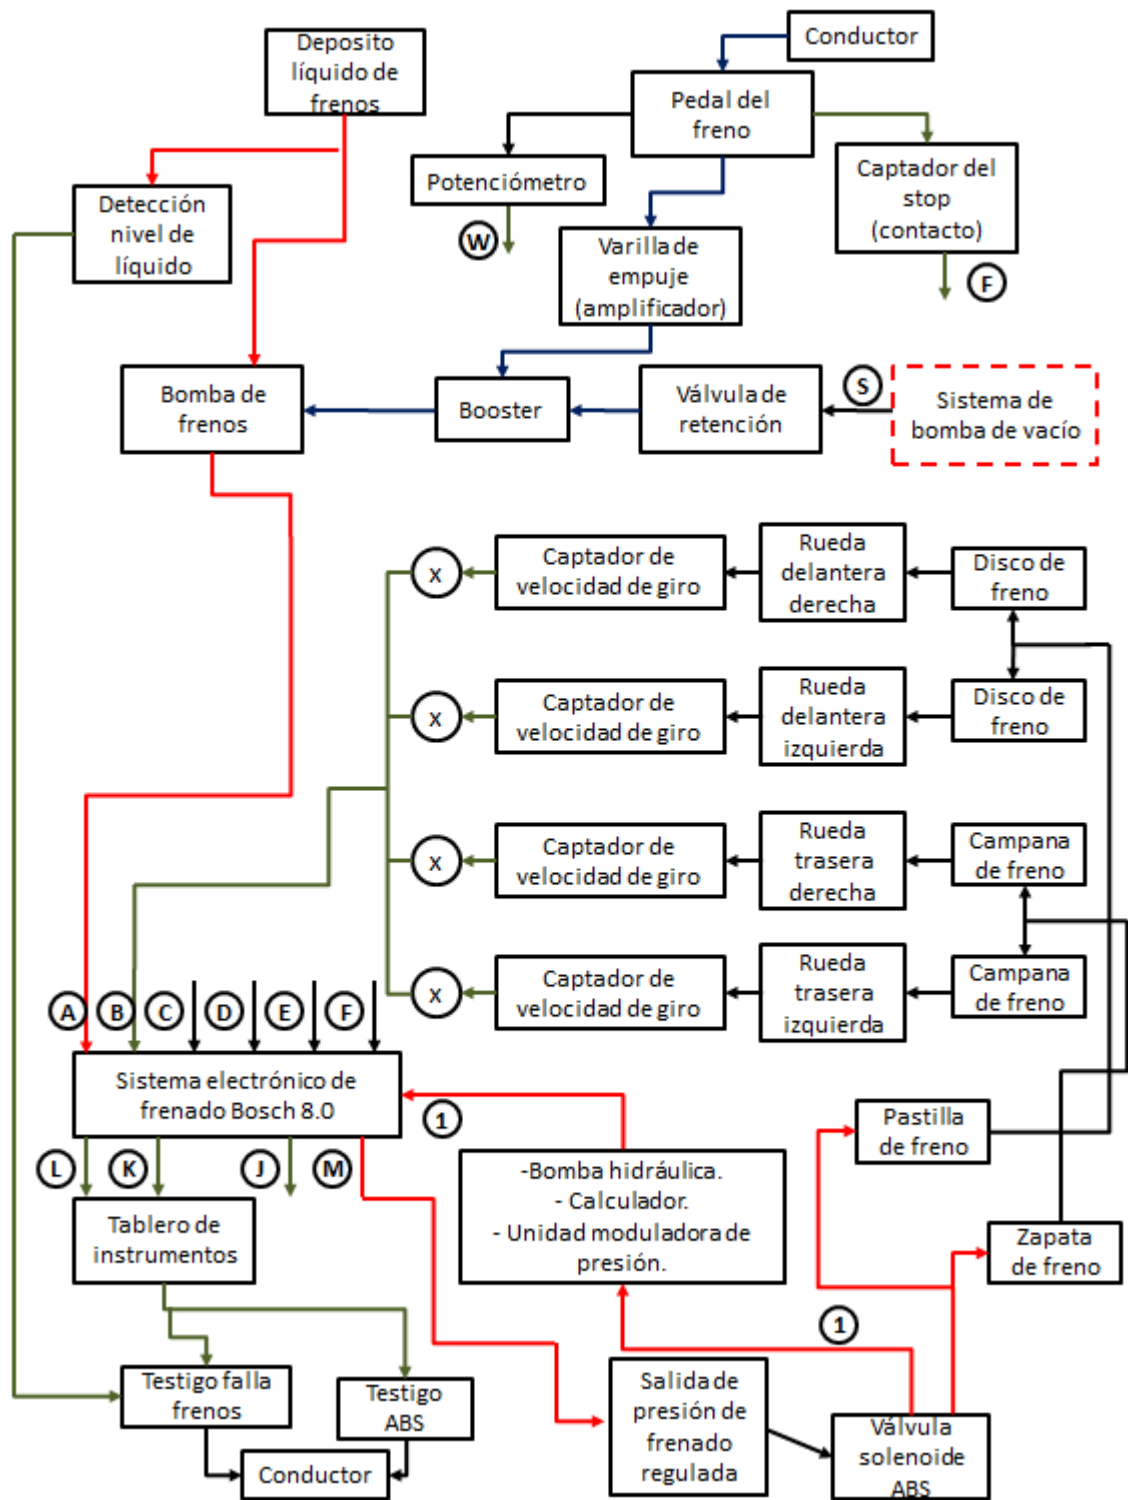 Conductor
Deposito
líquido de
frenos
Pedal del
freno
Potenciómetro
Captador del
stop
(contacto)
Detección
nivel de
líquido
W
Varilla de
empuje
(amplificador)
F
Bomba de
frenos
Booster
Válvula de
retención
S
Sistema de
bomba de vacío
x
Captador de
velocidad de giro
Rueda
delantera
derecha
Disco de
freno
x
Captador de
velocidad de giro
Rueda
delantera
izquierda
Disco de
freno
x
Captador de
velocidad de giro
Rueda
trasera
derecha
Campana
de freno
x
Captador de
velocidad de giro
Rueda
trasera
izquierda
Campana
de freno
A B C D E F
Sistema electrónico de
frenado Bosch 8.0
1
Pastilla
de freno
L K J M
-Bomba hidráulica.
- Calculador.
- Unidad moduladora de
presión.
Tablero de
instrumentos
Zapata
de freno
1
Testigo falla
frenos
Testigo
ABS
Salida de
presión de
frenado
regulada
Válvula
solenoide
ABS
Conductor